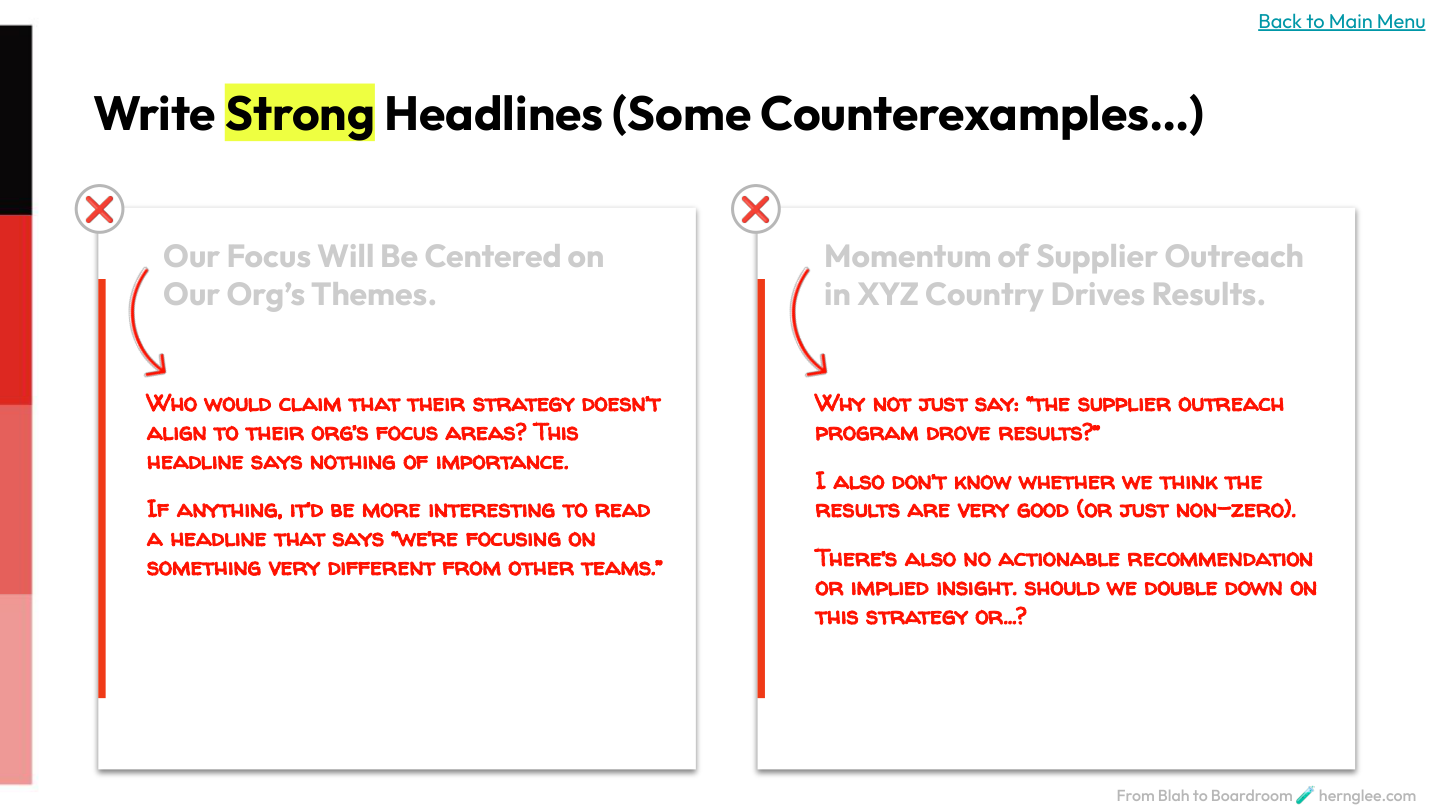 Back to Main Menu
Write Strong Headlines (Some Counterexamples...)
Our Focus Will Be Centered on
Our Org's Themes.
Who would claim that their strategy doesn't
align to their org's focus areas? This
headline says nothing of importance.
If anything, it'd be more interesting to read
a headline that says "we're focusing on
something very different from other teams."
Momentum of Supplier Outreach
in XYZ Country Drives Results.
Why not just say: "the supplier outreach
program drove results?"
I also don't know whether we think the
results are very good (or just non-zero).
There's also no actionable recommendation
or implied insight. should we double down on
this strategy or...?
From Blah to Boardroom 🧪 hernglee.com